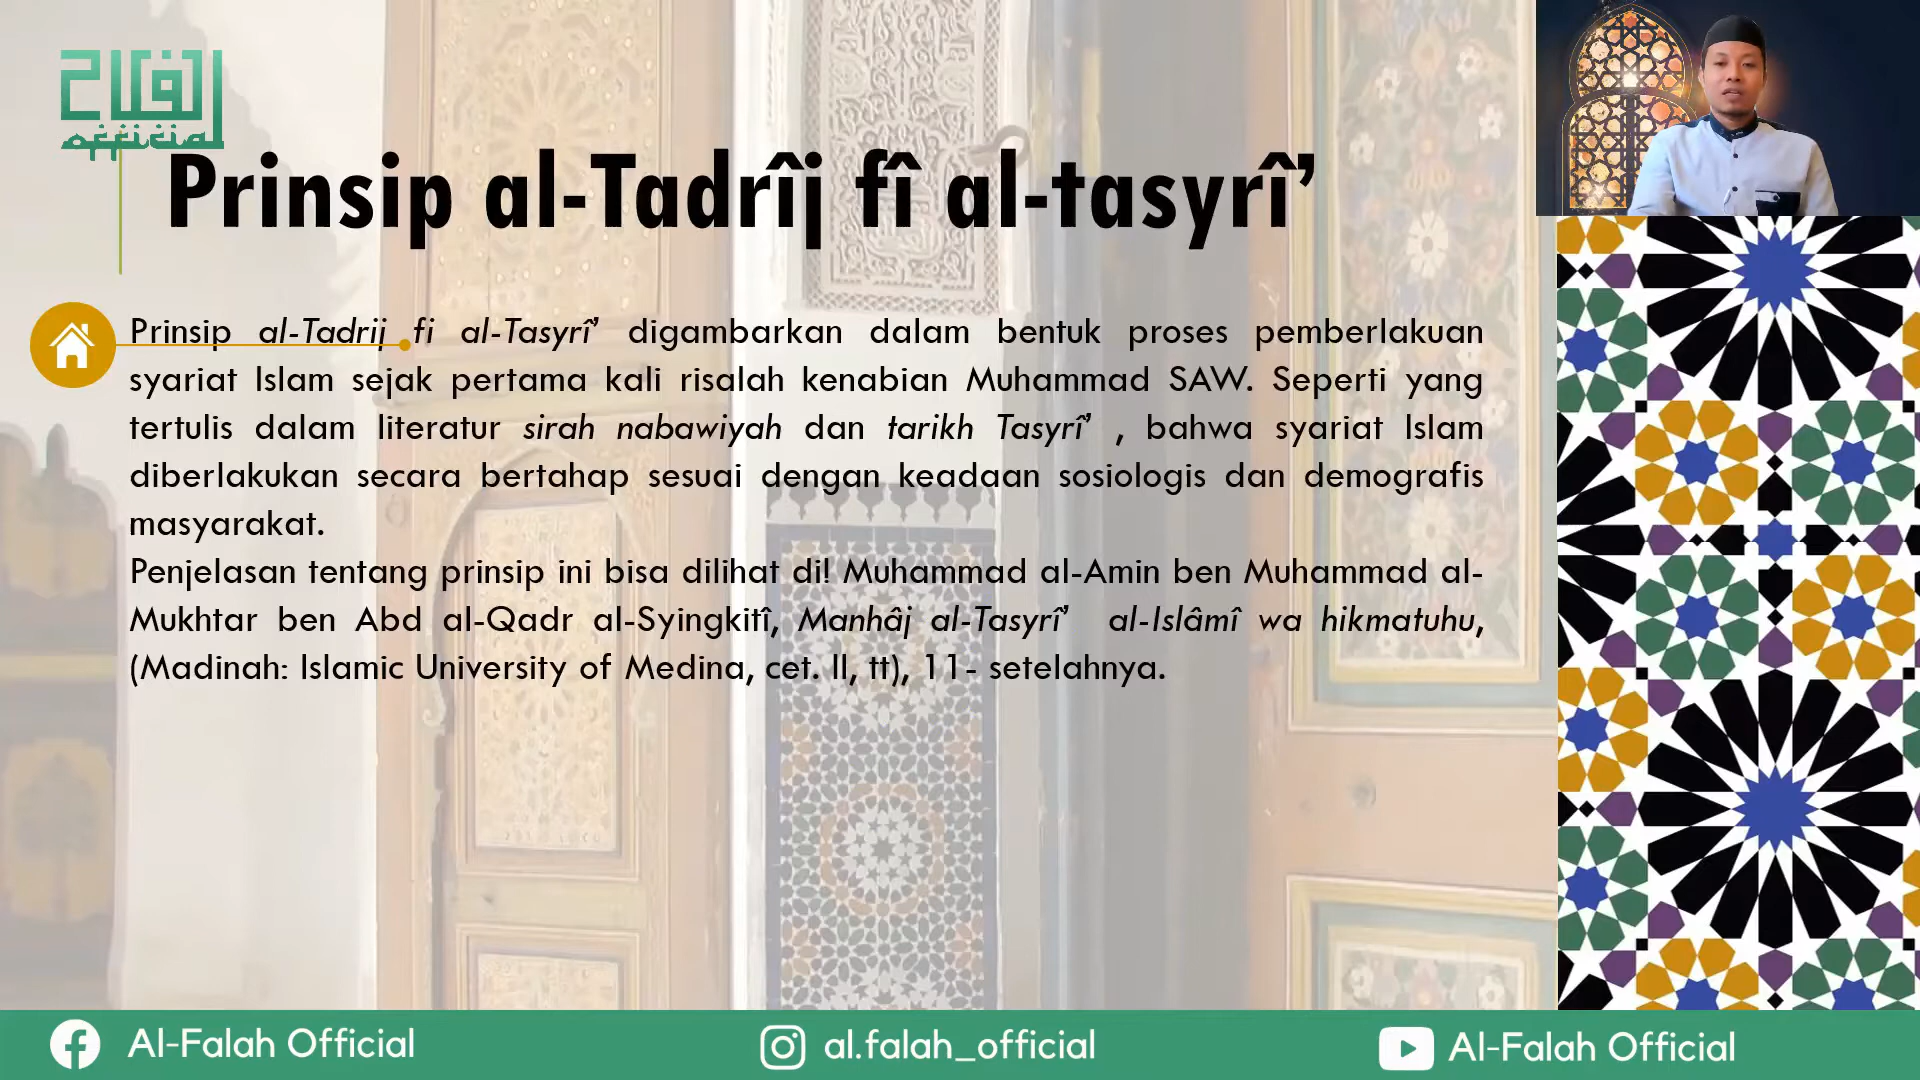 الفلاح
official
Prinsip al-Tadrîj fî al-tasyrî’
Prinsip al-Tadrij fi al-Tasyrî’ digambarkan dalam bentuk proses pemberlakuan
syariat Islam sejak pertama kali risalah kenabian Muhammad SAW. Seperti yang
tertulis dalam literatur sirah nabawiyah dan tarikh Tasyrî’ , bahwa syariat Islam
diberlakukan secara bertahap sesuai dengan keadaan sosiologis dan demografis
masyarakat.
Penjelasan tentang prinsip ini bisa dilihat di! Muhammad al-Amin ben Muhammad al-
Mukhtar ben Abd al-Qadr al-Syingkitî, Manhâj al-Tasyrî’ al-Islâmî wa hikmatuhu,
(Madinah: Islamic University of Medina, cet. II, tt), 11- setelahnya.
Al-Falah Official
al.falah_official
Al-Falah Official